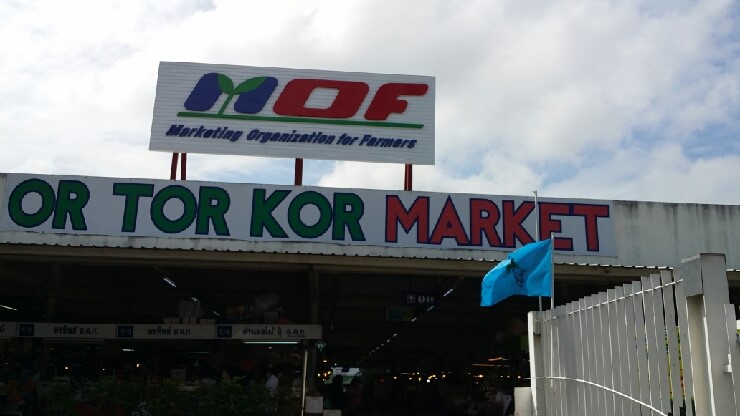 MOF
Marketing Organization for Farmers
OR TOR KOR MARKET